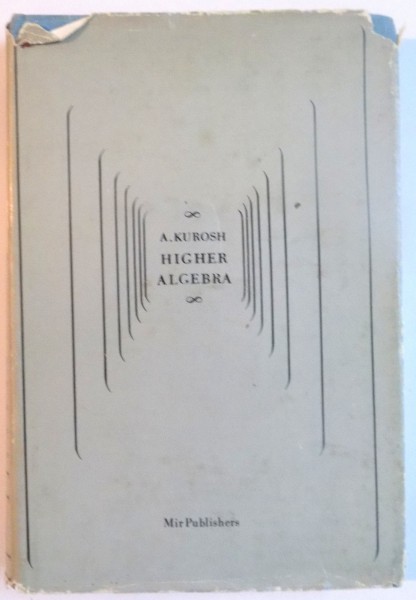 ∞
A. KUROSH
HIGHER
ALGEBRA
∞
Mir Publishers